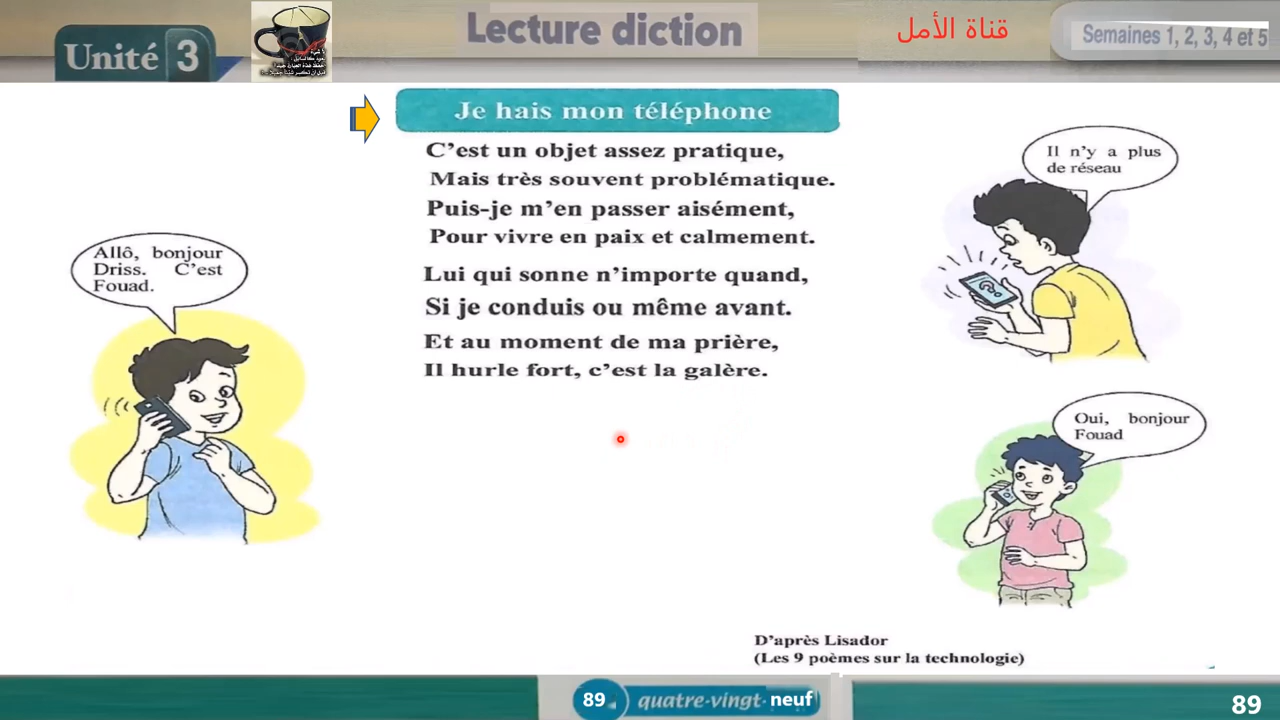 Unité 3
Lecture diction
قناة الأمل
Semaines 1, 2, 3, 4 et 5
Je hais mon téléphone
C'est un objet assez pratique,
Mais très souvent problématique.
Puis-je m'en passer aisément,
Pour vivre en paix et calmement.
Lui qui sonne n'importe quand,
Si je conduis ou même avant.
Et au moment de ma prière,
Il hurle fort, c'est la galère.
Allô, bonjour
Driss. C'est
Fouad.
Il n'y a plus
de réseau
Oui, bonjour
Fouad
D'après Lisador
(Les 9 poèmes sur la technologie)
89 quatre-vingt-neuf
89